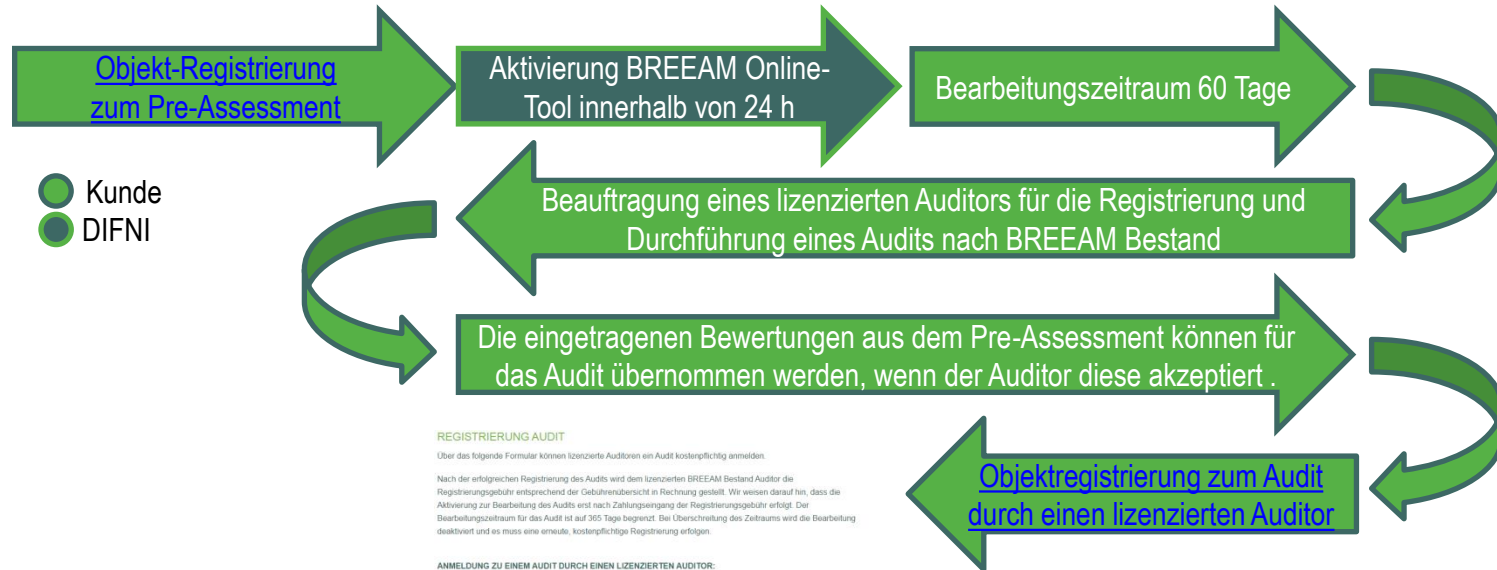 Objekt-Registrierung
zum Pre-Assessment
Aktivierung BREEAM Online-
Tool innerhalb von 24 h
Bearbeitungszeitraum 60 Tage
Kunde
DIFNI
Beauftragung eines lizenzierten Auditors für die Registrierung und
Durchführung eines Audits nach BREEAM Bestand
Die eingetragenen Bewertungen aus dem Pre-Assessment können für
das Audit übernommen werden, wenn der Auditor diese akzeptiert .
REGISTRIERUNG AUDIT
Über das folgende Formular können lizenzierte Auditoren ein Audit kostenpflichtig anmelden.
Nach der erfolgreichen Registrierung des Audits wird dem lizenzierten BREEAM Bestand Auditor die
Registrierungsgebühr entsprechend der Gebührenübersicht in Rechnung gestellt. Wir weisen darauf hin, dass die
Aktivierung zur Bearbeitung des Audits erst nach Zahlungseingang der Registrierungsgebühr erfolgt. Der
Bearbeitungszeitraum für das Audit ist auf 365 Tage begrenzt. Bei Überschreitung des Zeitraums wird die Bearbeitung
deaktiviert und es muss eine erneute, kostenpflichtige Registrierung erfolgen.
ANMELDUNG ZU EINEM AUDIT DURCH EINEN LIZENZIERTEN AUDITOR:
Objektregistrierung zum Audit
durch einen lizenzierten Auditor